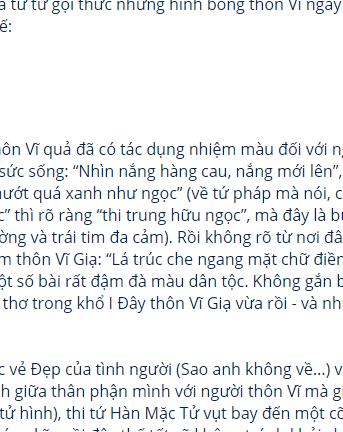 từ từ gọi thức những hình bóng thôn Vĩ ngay
ế:
ôn Vĩ quả đã có tác dụng nhiệm màu đối với
sức sống: “Nhìn nắng hàng cau, nắng mới lên”,
mướt quá xanh như ngọc” (về tứ pháp mà nói, c
c” thì rõ ràng “thi trung hữu ngọc”, mà đây là
ờng và trái tim đa cảm). Rồi không rõ từ nơi
m thôn Vĩ Giạ: “Lá trúc che ngang mặt chữ điền
ột số bài rất đậm đà màu dân tộc. Không gắn
thơ trong khổ I Đây thôn Vĩ Giạ vừa rồi - và
c vẻ Đẹp của tình người (Sao anh không về…) v
h giữa thân phận mình với người thôn Vĩ mà
tử hình), thi tứ Hàn Mặc Tử vụt bay đến một